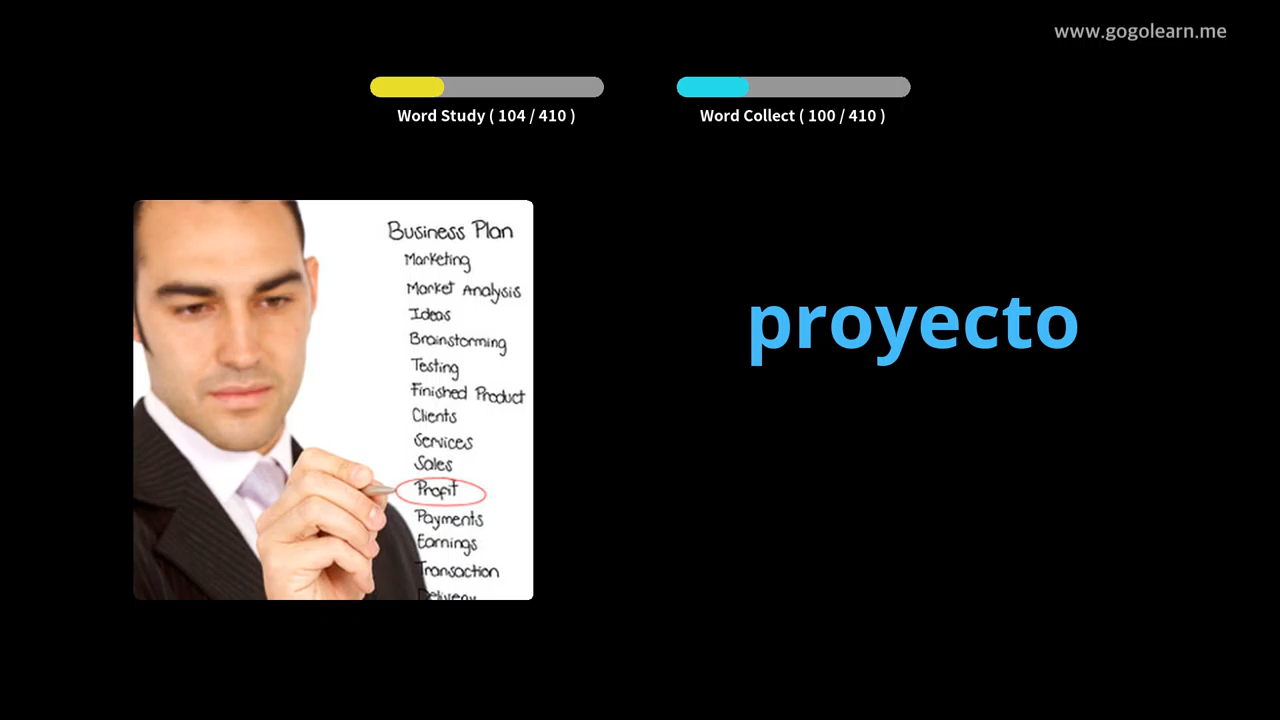 www.gogolearn.me
Word Study ( 104 / 410 )
Word Collect ( 100 / 410 )
Business Plan
Marketing
Market Analysis
Ideas
Brainstorming
Testing
Finished Product
Clients
Services
Sales
Profit
Payments
Earnings
Transaction
Delivery
proyecto